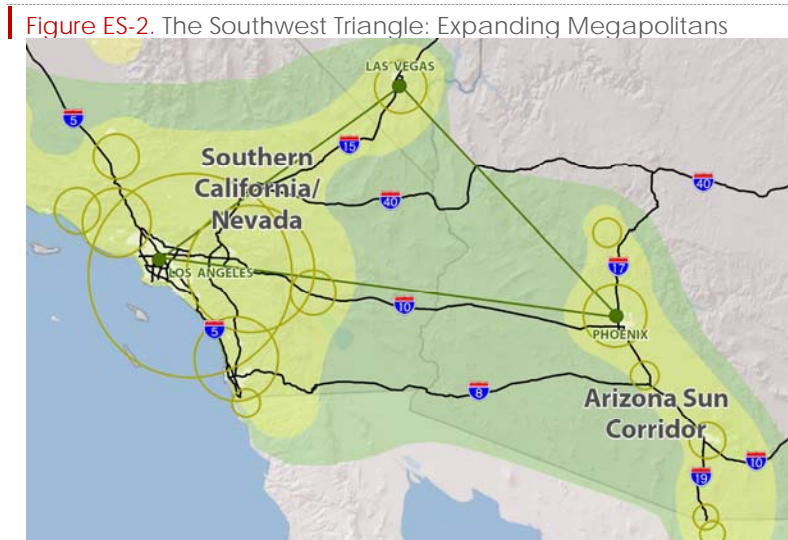 Figure ES-2. The Southwest Triangle: Expanding Megapolitans
LAS VEGAS
5
15
Southern
California/
Nevada
40
40
LOS ANGELES
17
10
5
PHOENIX
8
Arizona Sun
Corridor
10
19